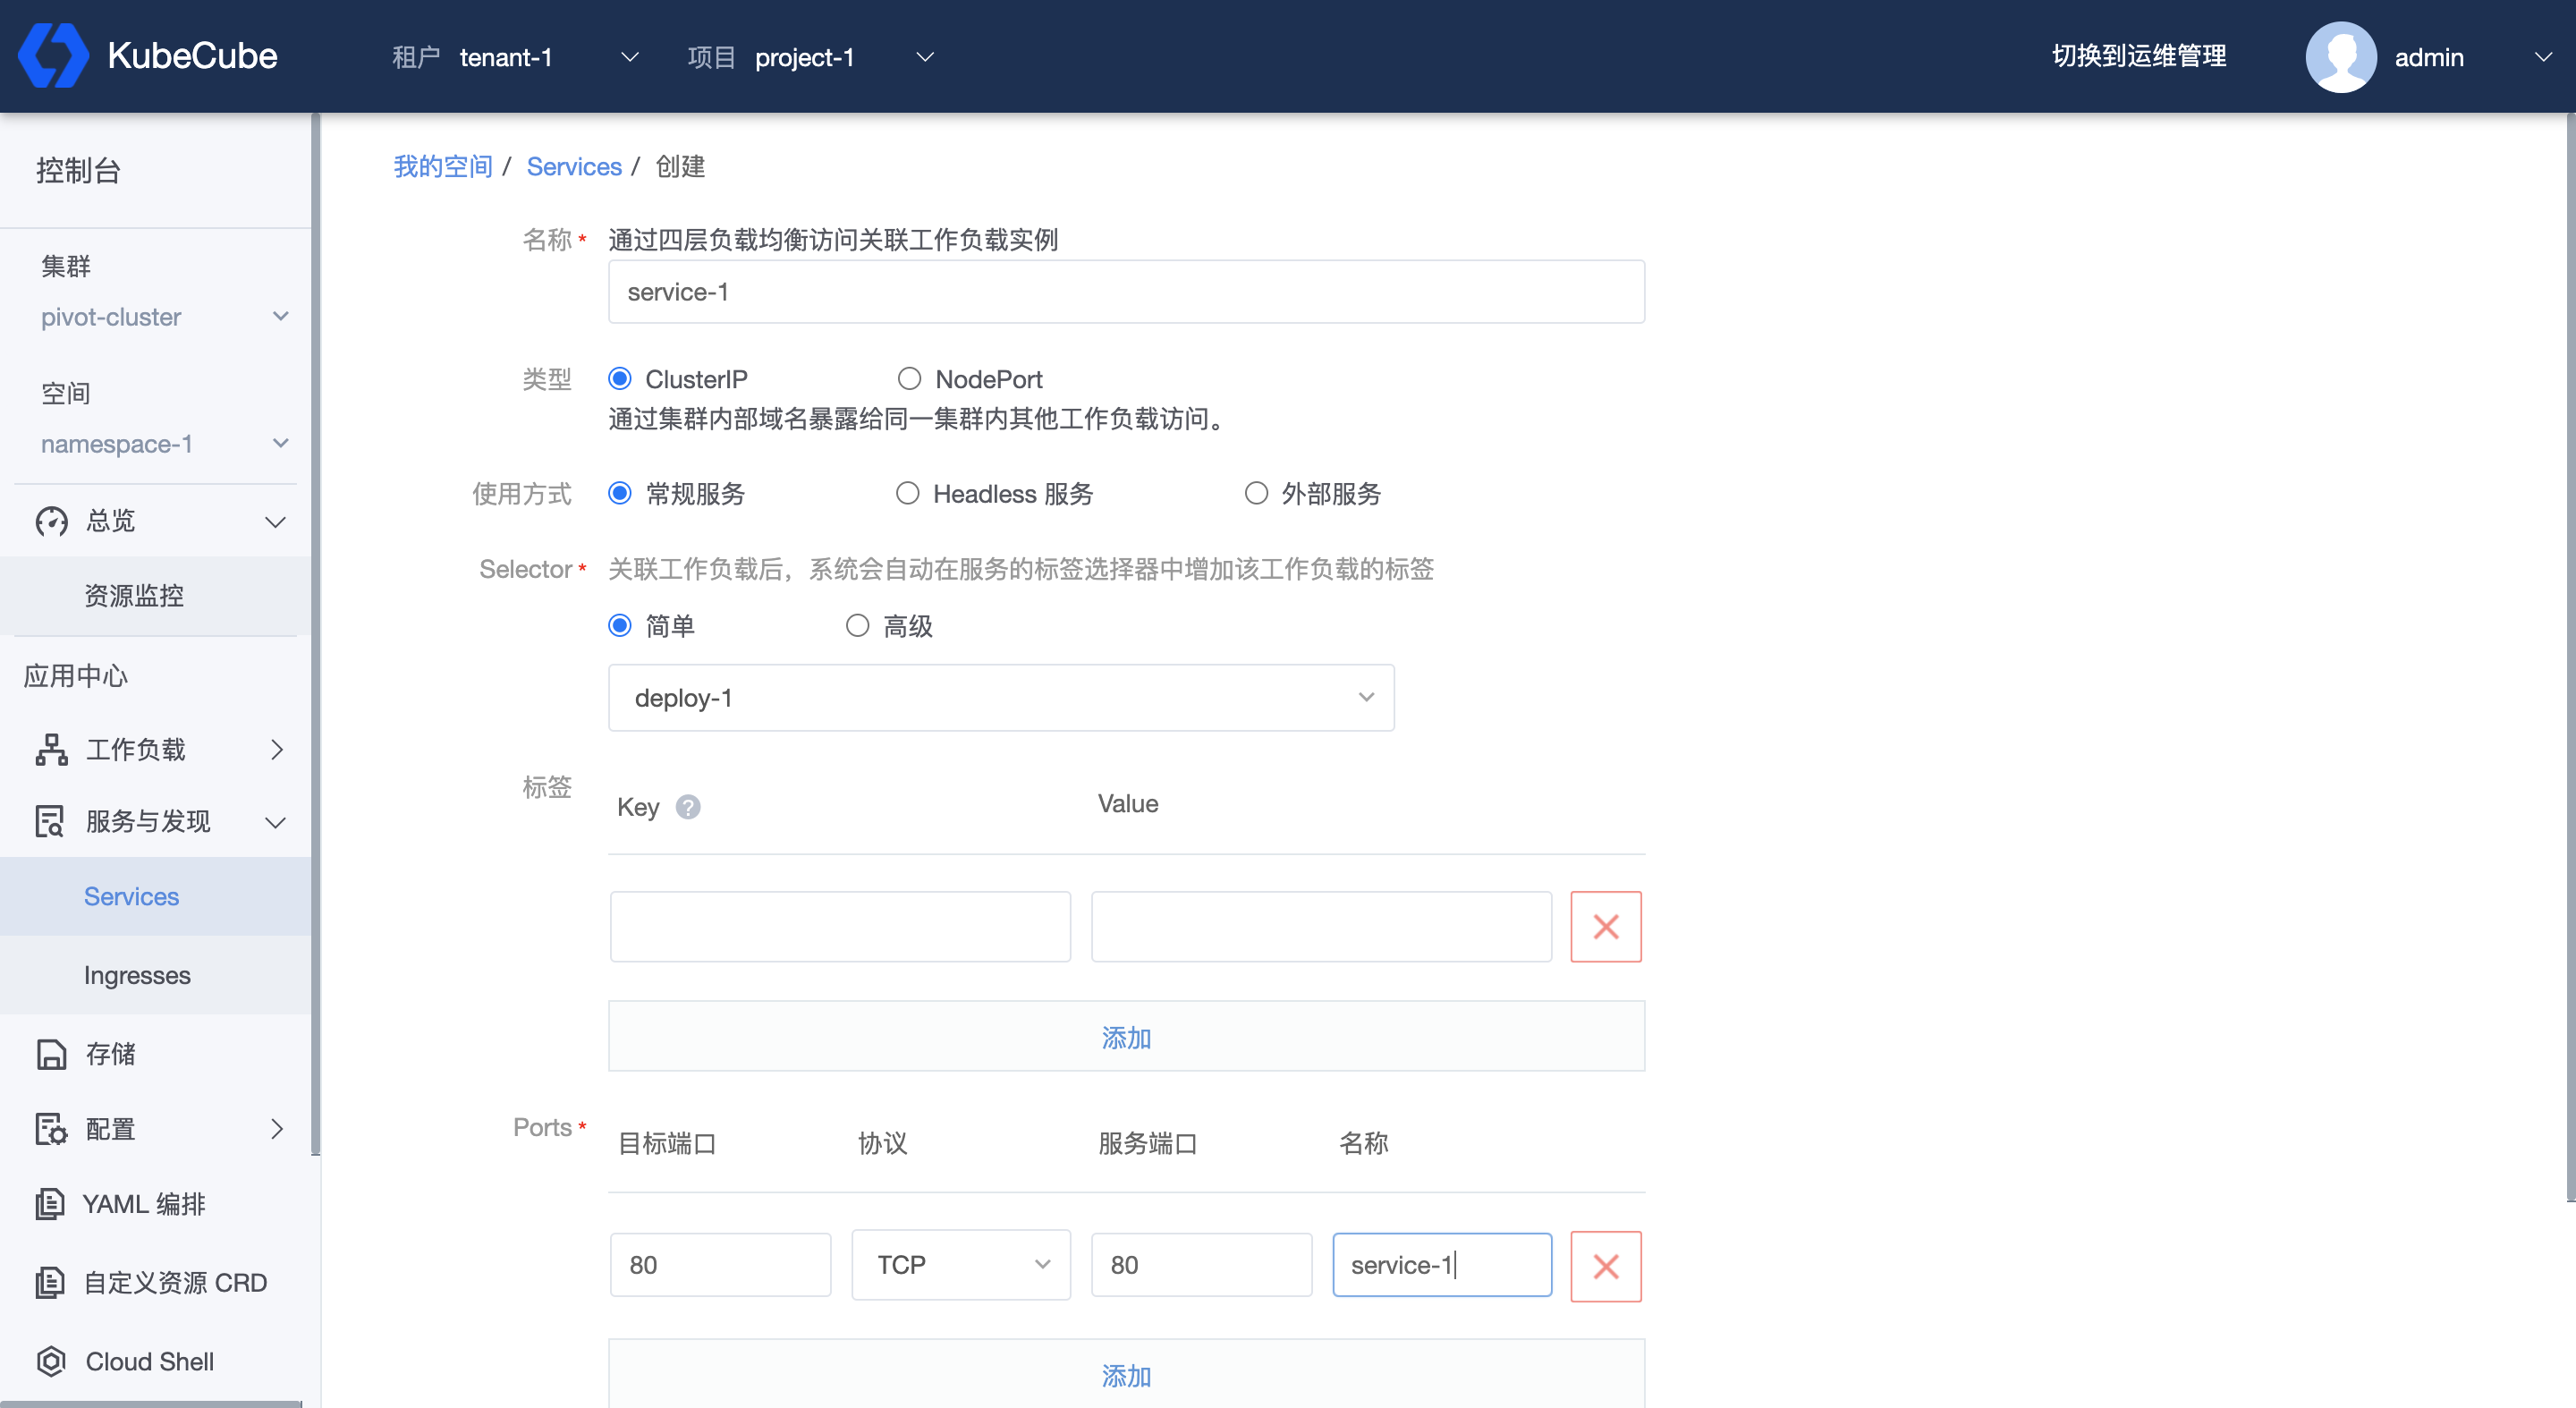 KubeCube
租户 tenant-1 项目 project-1 切换到运维管理 admin
控制台
集群
pivot-cluster
空间
namespace-1
总览
资源监控
应用中心
工作负载
服务与发现
Services
Ingresses
存储
配置
YAML 编排
自定义资源 CRD
Cloud Shell
我的空间 / Services / 创建
名称 * 通过四层负载均衡访问关联工作负载实例
service-1
类型 ClusterIP NodePort
通过集群内部域名暴露给同一集群内其他工作负载访问。
使用方式 常规服务 Headless 服务 外部服务
Selector * 关联工作负载后，系统会自动在服务的标签选择器中增加该工作负载的标签
简单 高级
deploy-1
标签 Key ? Value
添加
Ports * 目标端口 协议 服务端口 名称
80 TCP 80 service-1
添加